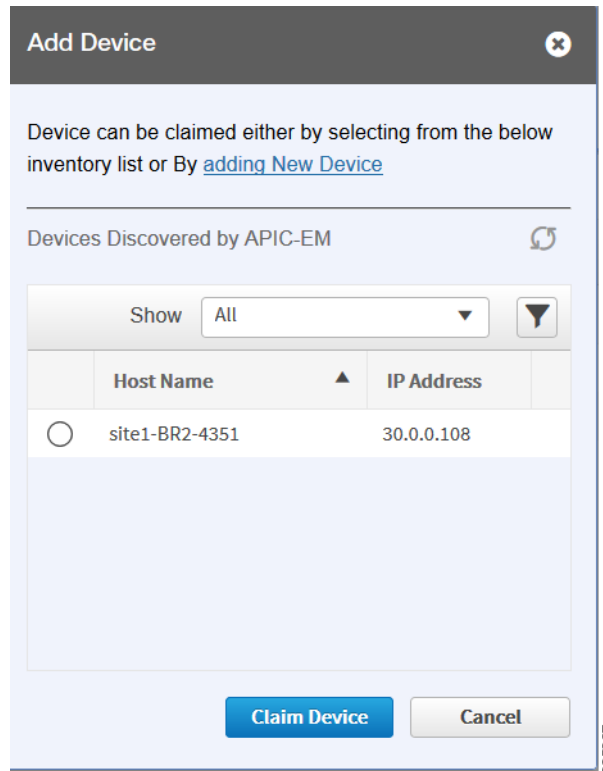 Add Device
Device can be claimed either by selecting from the below
inventory list or By adding New Device
Devices Discovered by APIC-EM
Show All
Host Name IP Address
site1-BR2-4351 30.0.0.108
Claim Device Cancel